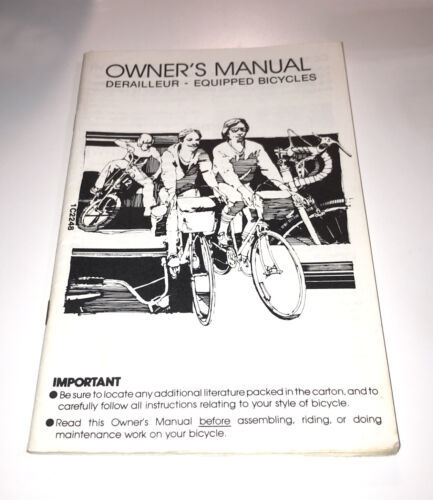 OWNER'S MANUAL
DERAILLEUR - EQUIPPED BICYCLES
1C2248
IMPORTANT
● Be sure to locate any additional literature packed in the carton, and to
carefully follow all instructions relating to your style of bicycle.
● Read this Owner's Manual before assembling, riding, or doing
maintenance work on your bicycle.